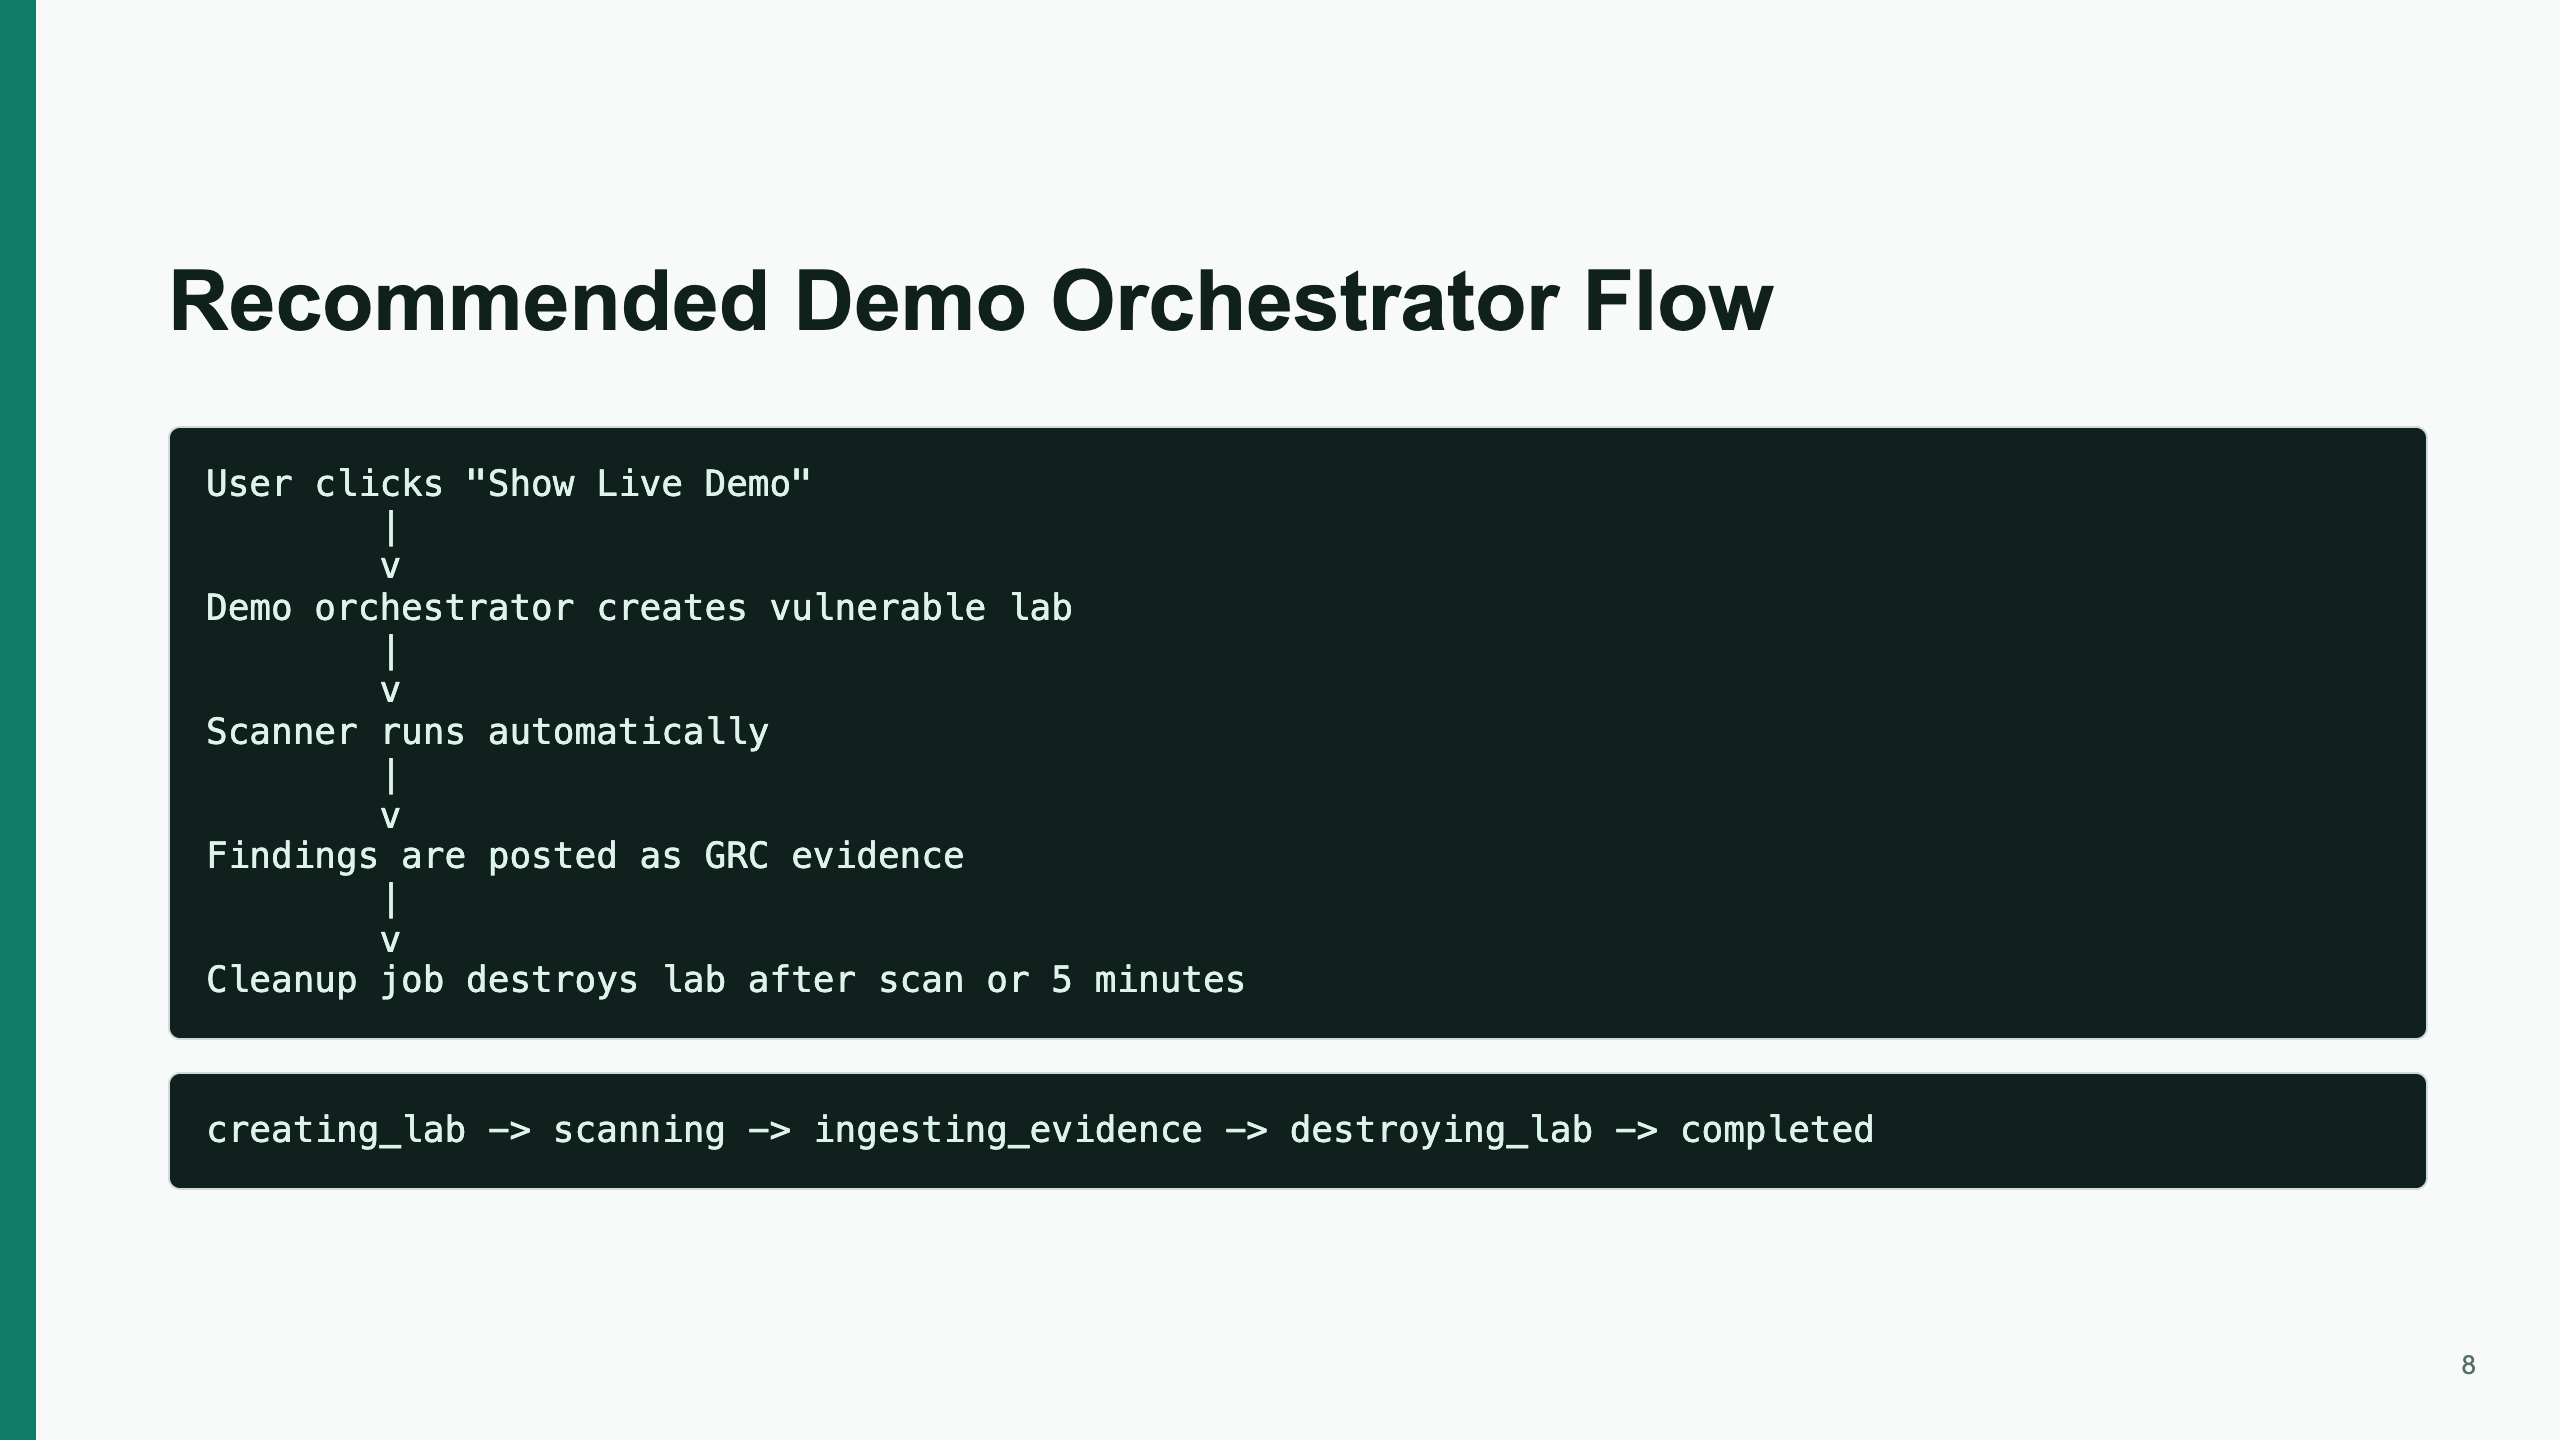 Recommended Demo Orchestrator Flow
User clicks "Show Live Demo"
|
v
Demo orchestrator creates vulnerable lab
|
v
Scanner runs automatically
|
v
Findings are posted as GRC evidence
|
v
Cleanup job destroys lab after scan or 5 minutes
creating_lab -> scanning -> ingesting_evidence -> destroying_lab -> completed
8